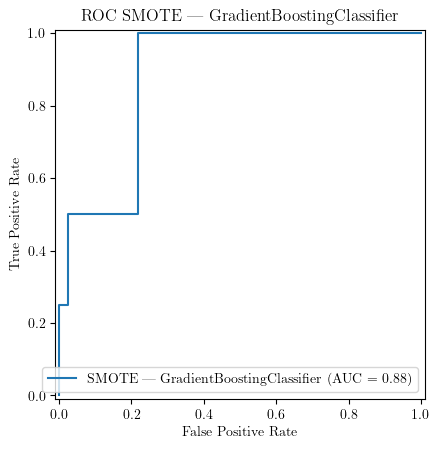 ROC SMOTE — GradientBoostingClassifier
1.0
0.8
0.6
0.4
0.2
0.0
True Positive Rate
SMOTE — GradientBoostingClassifier (AUC = 0.88)
0.0 0.2 0.4 0.6 0.8 1.0
False Positive Rate